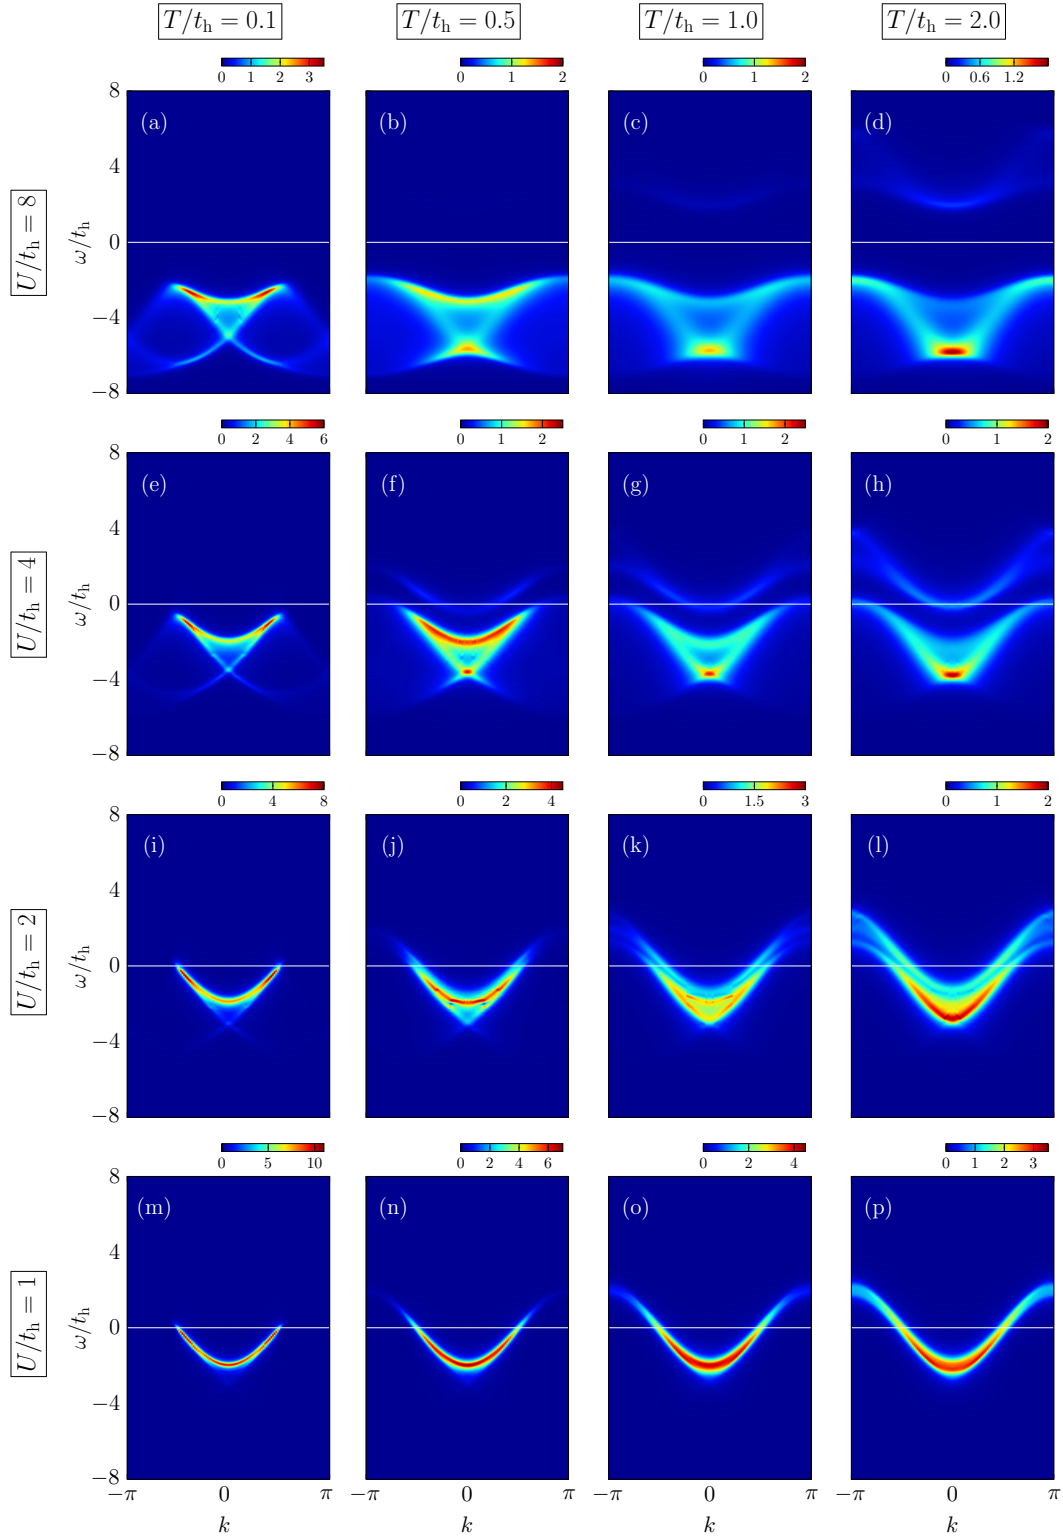 T/t_h = 0.1 T/t_h = 0.5 T/t_h = 1.0 T/t_h = 2.0
0 1 2 3 0 1 2 0 1 2 0 0.6 1.2
U/t_h = 8
ω/t_h
8 4 0 −4 −8
(a) (b) (c) (d)
0 2 4 6 0 1 2 0 1 2 0 1 2
U/t_h = 4
ω/t_h
8 4 0 −4 −8
(e) (f) (g) (h)
0 4 8 0 2 4 0 1.5 3 0 1 2
U/t_h = 2
ω/t_h
8 4 0 −4 −8
(i) (j) (k) (l)
0 5 10 0 2 4 6 0 2 4 0 1 2 3
U/t_h = 1
ω/t_h
8 4 0 −4 −8
(m) (n) (o) (p)
−π 0 π 0 π 0 π 0 π
k k k k